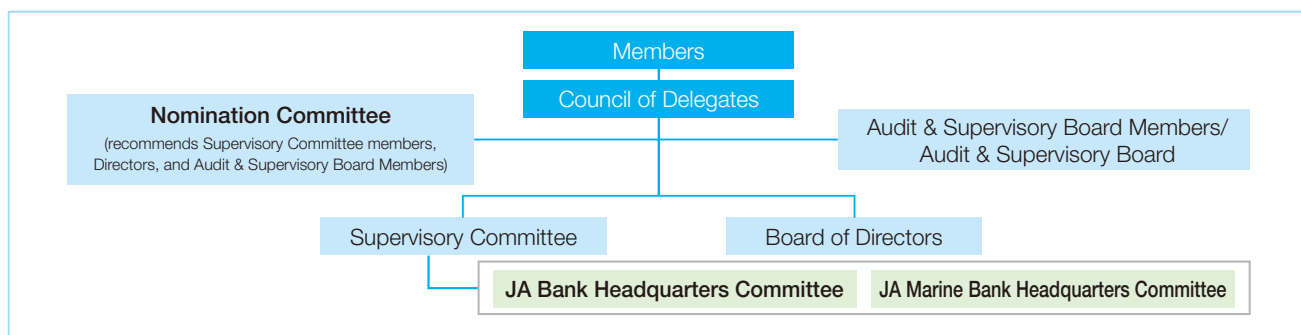 Members
Council of Delegates
Nomination Committee
(recommends Supervisory Committee members,
Directors, and Audit & Supervisory Board Members)
Audit & Supervisory Board Members/
Audit & Supervisory Board
Supervisory Committee
Board of Directors
JA Bank Headquarters Committee
JA Marine Bank Headquarters Committee